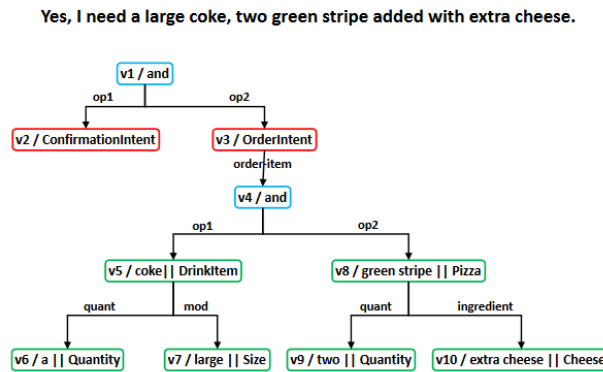 Yes, I need a large coke, two green stripe added with extra cheese.
v1 / and
op1 op2
v2 / ConfirmationIntent v3 / OrderIntent
order-item
v4 / and
op1 op2
v5 / coke|| DrinkItem v8 / green stripe || Pizza
quant mod quant ingredient
v6 / a || Quantity v7 / large || Size v9 / two || Quantity v10 / extra cheese || Cheese